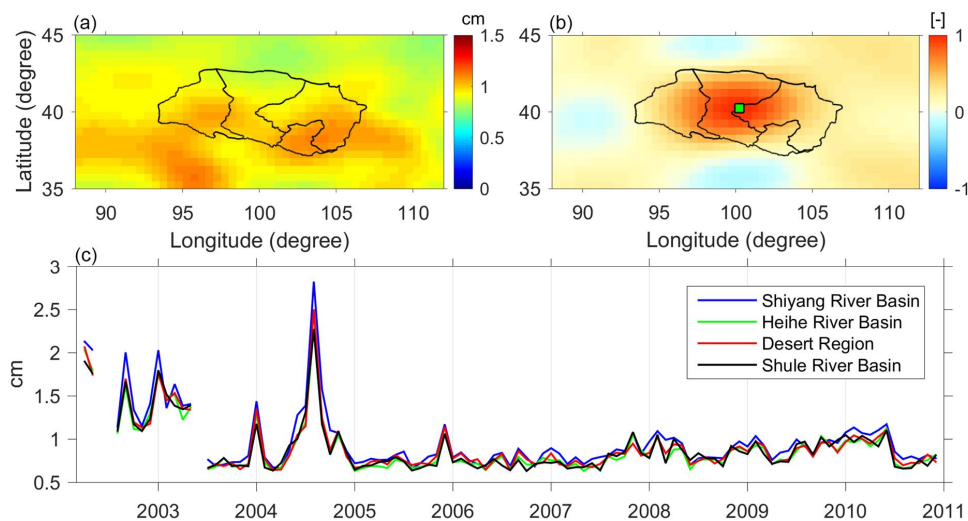 (a)
cm
(b)
[-]
45
40
35
Latitude (degree)
1.5
1
0.5
0
45
40
35
1
0
-1
90 95 100 105 110
Longitude (degree)
90 95 100 105 110
Longitude (degree)
(c)
3
2.5
2
1.5
1
0.5
cm
Shiyang River Basin
Heihe River Basin
Desert Region
Shule River Basin
2003 2004 2005 2006 2007 2008 2009 2010 2011